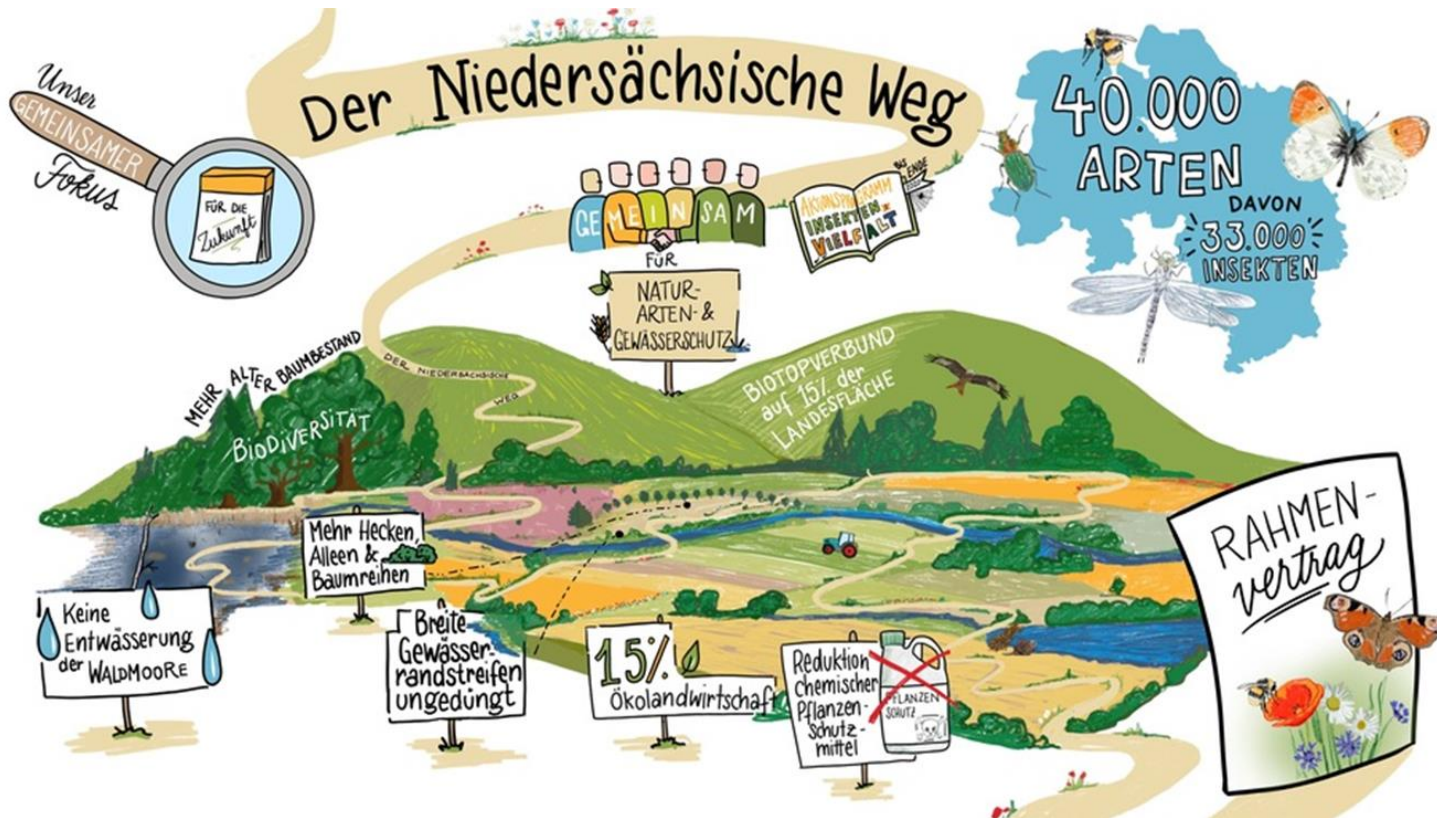 Der Niedersächsische Weg
Unser
GEMEINSAMER
Fokus
FÜR DIE
Zukunft
GEMEINSAM
FÜR
NATUR-
ARTEN- &
GEWÄSSERSCHUTZ
AKTIONSPROGRAMM
INSEKTEN-
VIELFALT
BIS
ENDE
40.000
ARTEN
DAVON
33.000
INSEKTEN
MEHR ALTER BAUMBESTAND
BIODIVERSITÄT
DER NIEDERSÄCHSISCHE
WEG
BIOTOPVERBUND
auf 15% der
LANDESFLÄCHE
Mehr Hecken,
Alleen &
Baumreihen
Keine
Entwässerung
der WALDMOORE
Breite
Gewässer-
randstreifen
ungedüngt
15%
Ökolandwirtschaft
Reduktion
chemischer
Pflanzen-
schutz-
mittel
PFLANZEN
SCHUTZ
RAHMEN-
vertrag